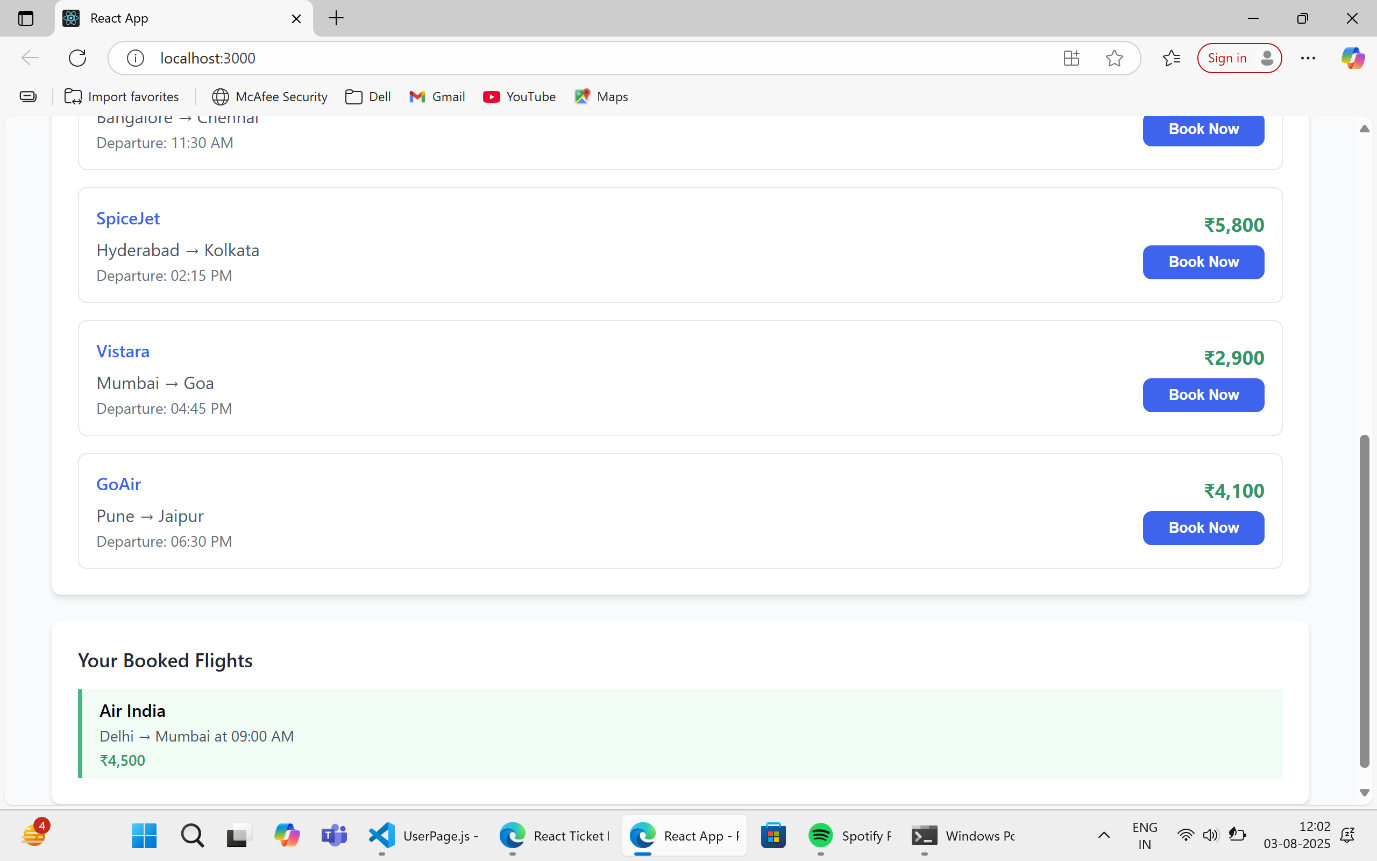 React App
localhost:3000
Sign in
Import favorites
McAfee Security
Dell
Gmail
YouTube
Maps
Bangalore → Chennai
Departure: 11:30 AM
Book Now
SpiceJet
Hyderabad → Kolkata
Departure: 02:15 PM
₹5,800
Book Now
Vistara
Mumbai → Goa
Departure: 04:45 PM
₹2,900
Book Now
GoAir
Pune → Jaipur
Departure: 06:30 PM
₹4,100
Book Now
Your Booked Flights
Air India
Delhi → Mumbai at 09:00 AM
₹4,500
4
UserPage.js -
React Ticket
React App -
Spotify
Windows
ENG
IN
12:02
03-08-2025